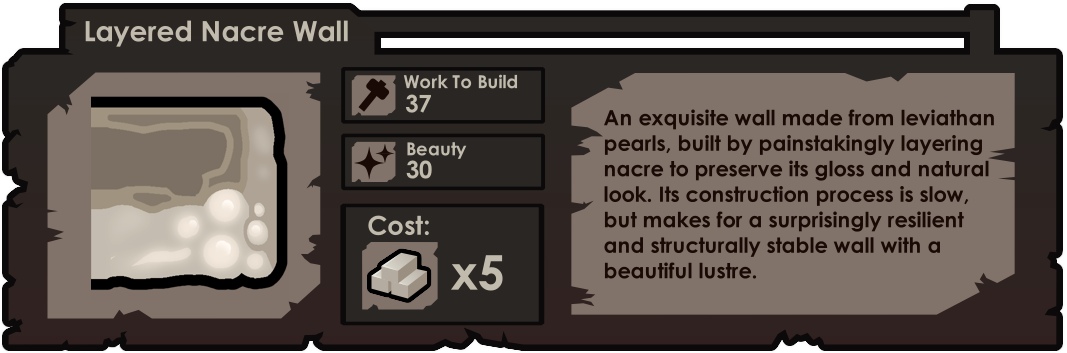 Layered Nacre Wall
Work To Build
37
Beauty
30
Cost:
x5
An exquisite wall made from leviathan
pearls, built by painstakingly layering
nacre to preserve its gloss and natural
look. Its construction process is slow,
but makes for a surprisingly resilient
and structurally stable wall with a
beautiful lustre.